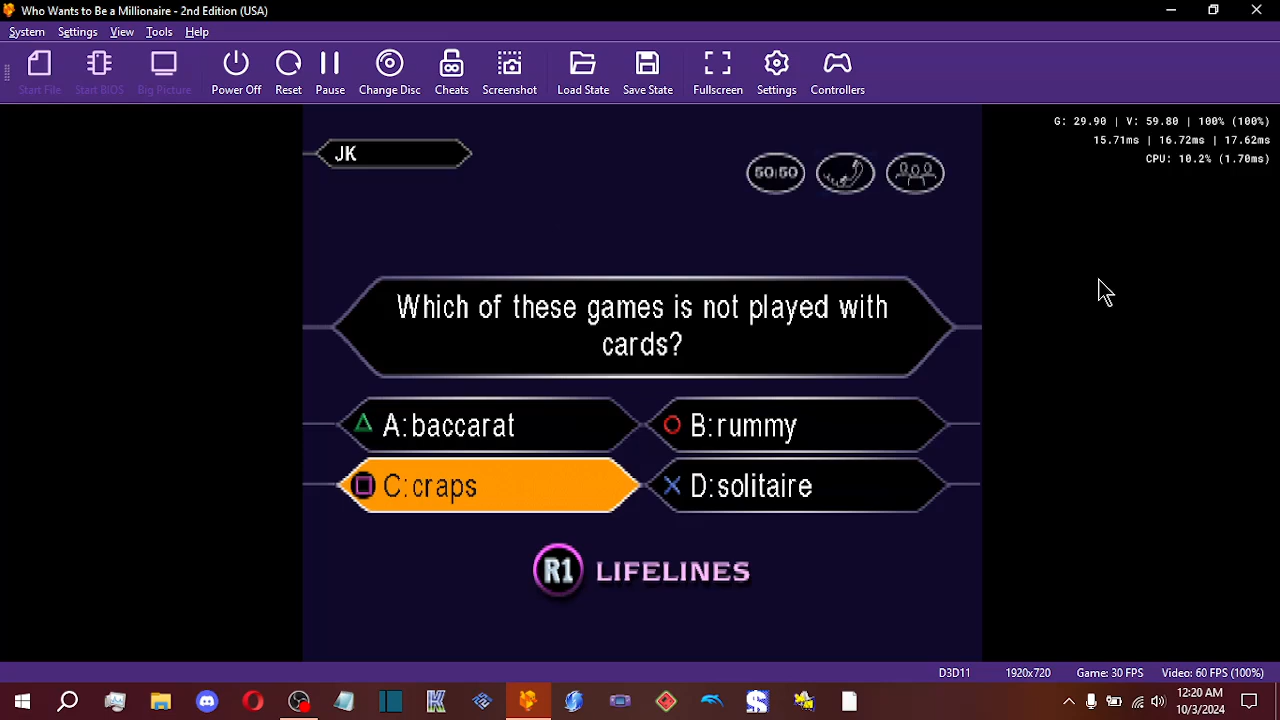 Who Wants to Be a Millionaire - 2nd Edition (USA)
System Settings View Tools Help
Start File Start BIOS Big Picture Power Off Reset Pause Change Disc Cheats Screenshot Load State Save State Fullscreen Settings Controllers
G: 29.90 | V: 59.80 | 100% (100%)
15.71ms | 16.72ms | 17.62ms
CPU: 10.2% (1.70ms)
JK
50:50
Which of these games is not played with
cards?
A:baccarat
B:rummy
C:craps
D:solitaire
R1 LIFELINES
D3D11 1920x720 Game: 30 FPS Video: 60 FPS (100%)
12:20 AM
10/3/2024